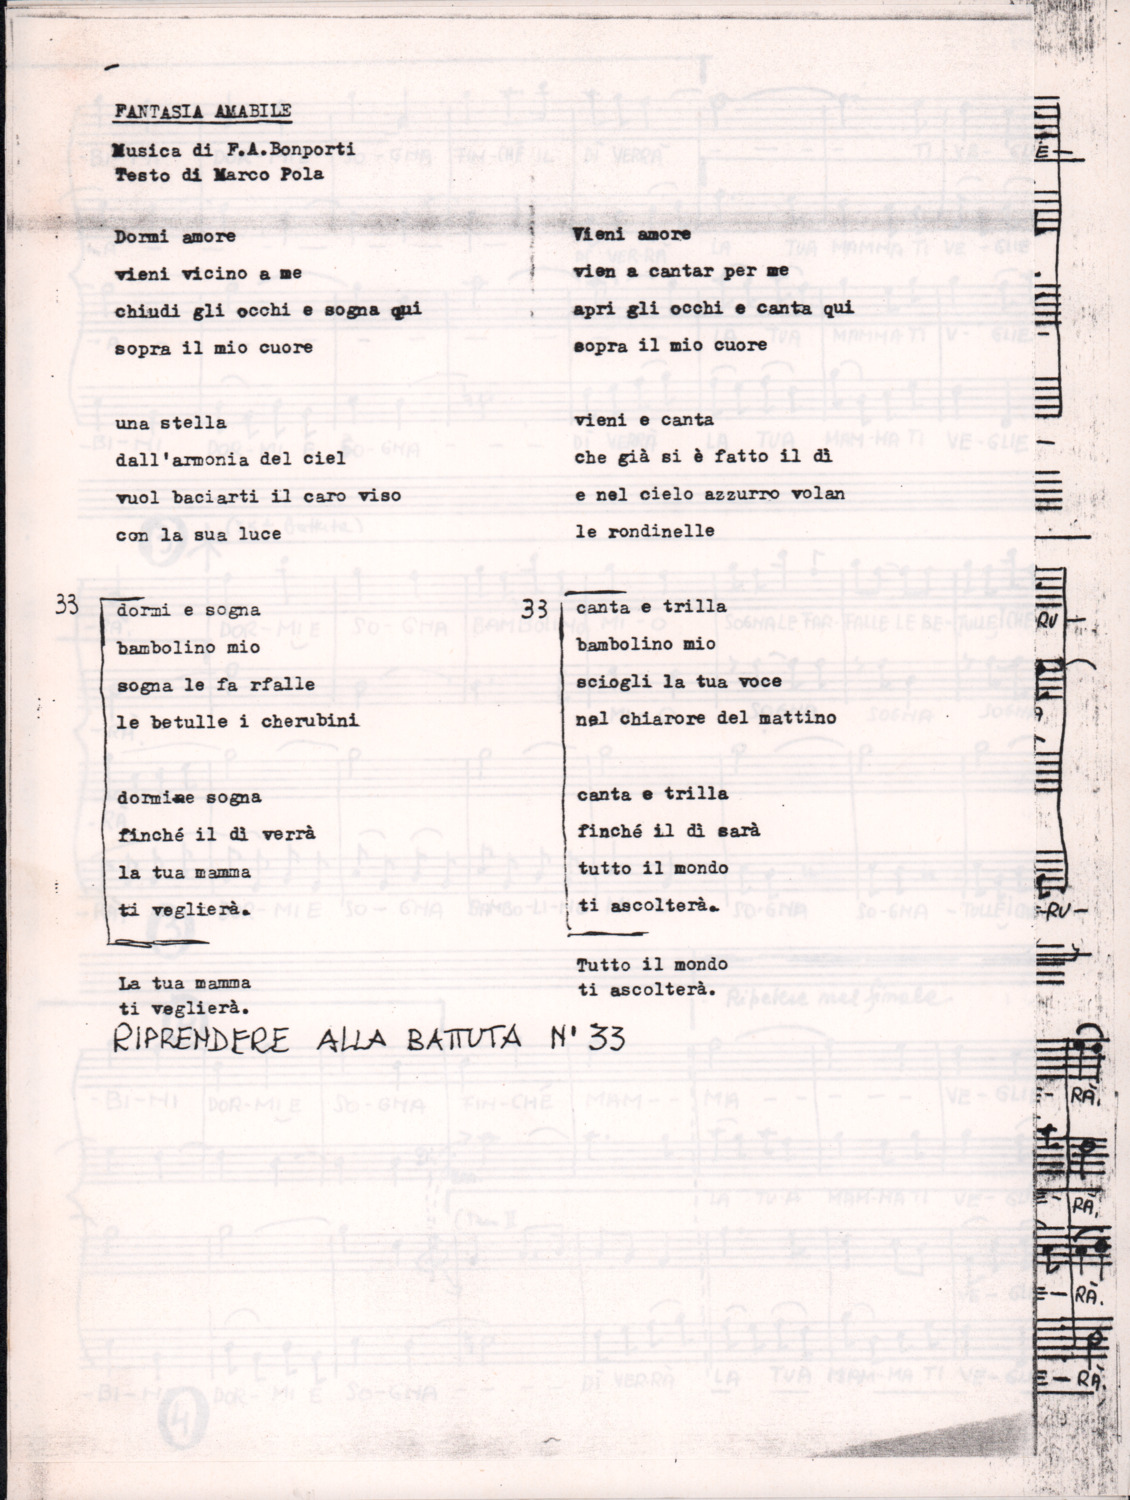 FANTASIA AMABILE
Musica di F.A.Bonporti
Testo di Marco Pola
Dormi amore
vieni vicino a me
chiudi gli occhi e sogna qui
sopra il mio cuore
una stella
dall'armonia del ciel
vuol baciarti il caro viso
con la sua luce
33
dormi e sogna
bambolino mio
sogna le fa rfalle
le betulle i cherubini
dormi e sogna
finché il dì verrà
la tua mamma
ti veglierà.
La tua mamma
ti veglierà.
Vieni amore
vien a cantar per me
apri gli occhi e canta qui
sopra il mio cuore
vieni e canta
che già si è fatto il dì
e nel cielo azzurro volan
le rondinelle
33
canta e trilla
bambolino mio
sciogli la tua voce
nel chiarore del mattino
canta e trilla
finché il dì sarà
tutto il mondo
ti ascolterà.
Tutto il mondo
ti ascolterà.
RIPRENDERE ALLA BATTUTA N° 33
E -
RU -
-RU -
RÀ.
RÀ.
RÀ.
E - RÀ.